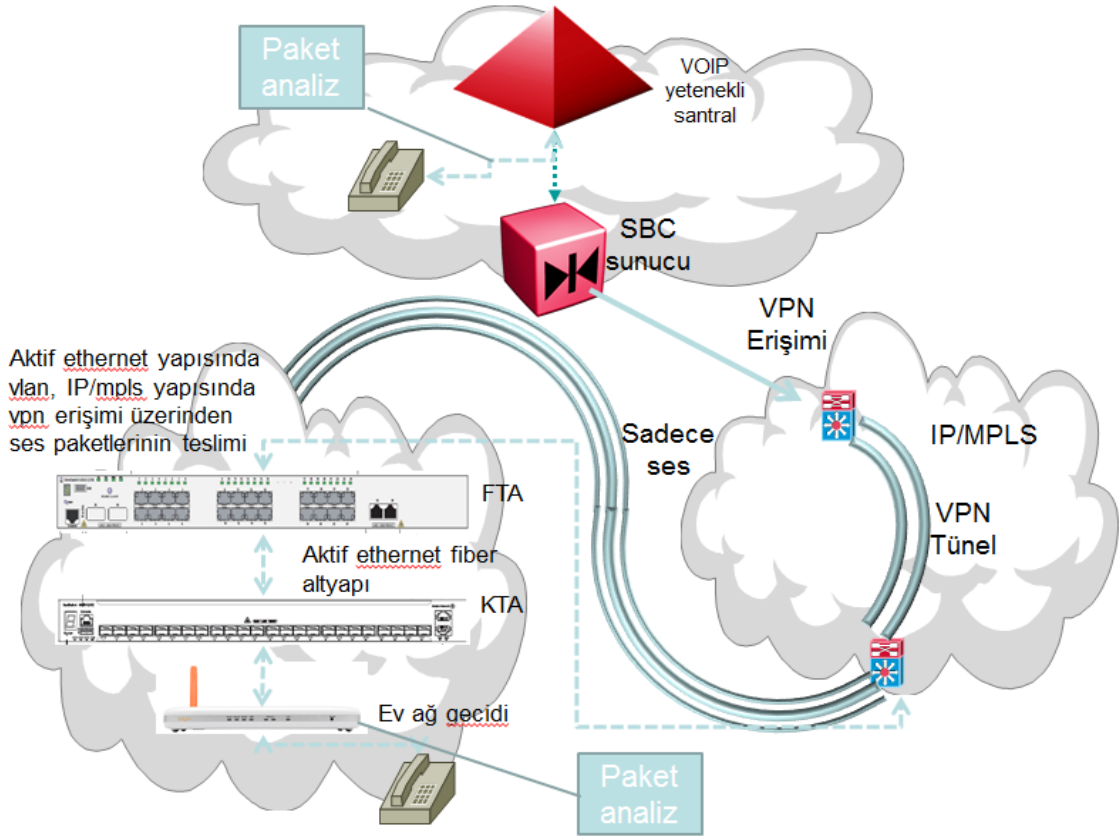 Paket
analiz
VOIP
yetenekli
santral
SBC
sunucu
VPN
Erişimi
Aktif ethernet yapısında
vlan, IP/mpls yapısında
vpn erişimi üzerinden
ses paketlerinin teslimi
Sadece
ses
IP/MPLS
FTA
VPN
Tünel
Aktif ethernet fiber
altyapı
KTA
Ev ağ gecidi
Paket
analiz